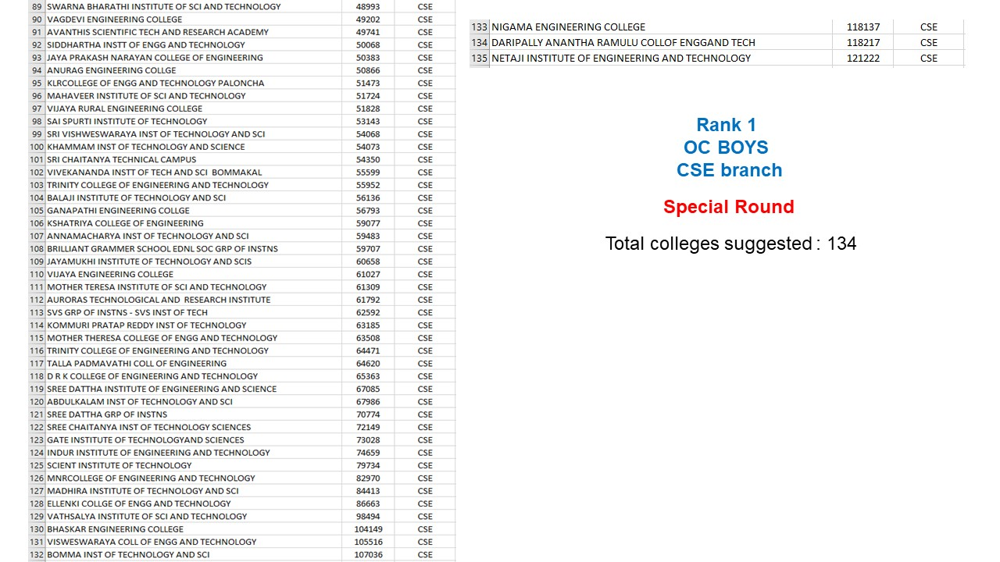 89 SWARNA BHARATHI INSTITUTE OF SCI AND TECHNOLOGY 48993 CSE
90 VAGDEVI ENGINEERING COLLEGE 49202 CSE
91 AVANTHIS SCIENTIFIC TECH AND RESEARCH ACADEMY 49741 CSE
92 SIDDHARTHA INSTT OF ENGG AND TECHNOLOGY 50068 CSE
93 JAYA PRAKASH NARAYAN COLLEGE OF ENGINEERING 50383 CSE
94 ANURAG ENGINEERING COLLGE 50866 CSE
95 KLRCOLLEGE OF ENGG AND TECHNOLOGY PALONCHA 51473 CSE
96 MAHAVEER INSTITUTE OF SCI AND TECHNOLOGY 51724 CSE
97 VIJAYA RURAL ENGINEERING COLLEGE 51828 CSE
98 SAI SPURTI INSTITUTE OF TECHNOLOGY 53143 CSE
99 SRI VISHWESWARAYA INST OF TECHNOLOGY AND SCI 54068 CSE
100 KHAMMAM INST OF TECHNOLOGY AND SCIENCE 54073 CSE
101 SRI CHAITANYA TECHNICAL CAMPUS 54350 CSE
102 VIVEKANANDA INSTT OF TECH AND SCI BOMMAKAL 55599 CSE
103 TRINITY COLLEGE OF ENGINEERING AND TECHNOLOGY 55952 CSE
104 BALAJI INSTITUTE OF TECHNOLOGY AND SCI 56136 CSE
105 GANAPATHI ENGINEERING COLLGE 56793 CSE
106 KSHATRIYA COLLEGE OF ENGINEERING 59077 CSE
107 ANNAMACHARYA INST OF TECHNOLOGY AND SCI 59483 CSE
108 BRILLIANT GRAMMER SCHOOL EDNL SOC GRP OF INSTNS 59707 CSE
109 JAYAMUKHI INSTITUTE OF TECHNOLOGY AND SCIS 60658 CSE
110 VIJAYA ENGINEERING COLLEGE 61027 CSE
111 MOTHER TERESA INSTITUTE OF SCI AND TECHNOLOGY 61309 CSE
112 AURORAS TECHNOLOGICAL AND RESEARCH INSTITUTE 61792 CSE
113 SVS GRP OF INSTNS - SVS INST OF TECH 62592 CSE
114 KOMMURI PRATAP REDDY INST OF TECHNOLOGY 63185 CSE
115 MOTHER THERESA COLLEGE OF ENGG AND TECHNOLOGY 63508 CSE
116 TRINITY COLLEGE OF ENGINEERING AND TECHNOLOGY 64471 CSE
117 TALLA PADMAVATHI COLL OF ENGINEERING 64620 CSE
118 D R K COLLEGE OF ENGINEERING AND TECHNOLOGY 65363 CSE
119 SREE DATTHA INSTITUTE OF ENGINEERING AND SCIENCE 67085 CSE
120 ABDULKALAM INST OF TECHNOLOGY AND SCI 67986 CSE
121 SREE DATTHA GRP OF INSTNS 70774 CSE
122 SREE CHAITANYA INST OF TECHNOLOGY SCIENCES 72149 CSE
123 GATE INSTITUTE OF TECHNOLOGYAND SCIENCES 73028 CSE
124 INDUR INSTITUTE OF ENGINEERING AND TECHNOLOGY 74659 CSE
125 SCIENT INSTITUTE OF TECHNOLOGY 79734 CSE
126 MNRCOLLEGE OF ENGINEERING AND TECHNOLOGY 82970 CSE
127 MADHIRA INSTITUTE OF TECHNOLOGY AND SCI 84413 CSE
128 ELLENKI COLLGE OF ENGG AND TECHNOLOGY 86663 CSE
129 VATHSALYA INSTITUTE OF SCI AND TECHNOLOGY 98494 CSE
130 BHASKAR ENGINEERING COLLEGE 104149 CSE
131 VISWESWARAYA COLL OF ENGG AND TECHNOLOGY 105516 CSE
132 BOMMA INST OF TECHNOLOGY AND SCI 107036 CSE
133 NIGAMA ENGINEERING COLLEGE 118137 CSE
134 DARIPALLY ANANTHA RAMULU COLLOF ENGGAND TECH 118217 CSE
135 NETAJI INSTITUTE OF ENGINEERING AND TECHNOLOGY 121222 CSE
Rank 1
OC BOYS
CSE branch
Special Round
Total colleges suggested : 134